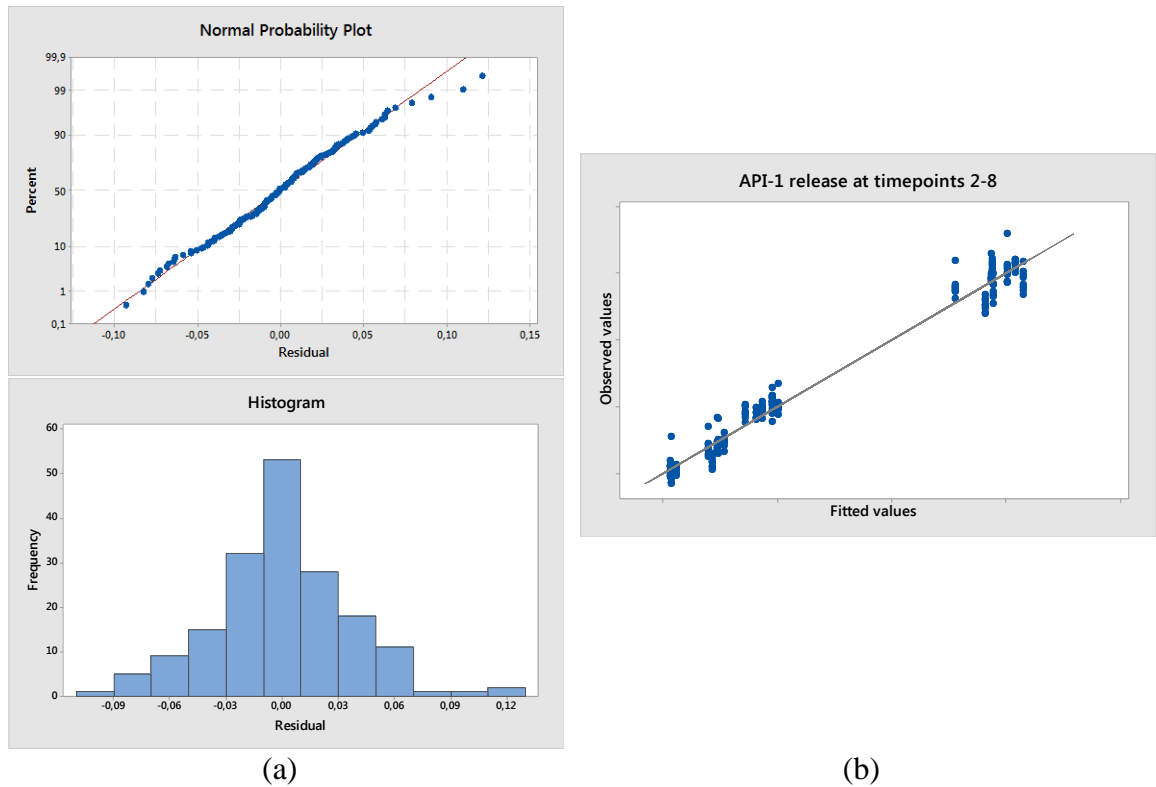 Normal Probability Plot
99,9
99
90
50
10
1
0,1
Percent
-0,10 -0,05 0,00 0,05 0,10 0,15
Residual
Histogram
60
50
40
30
20
10
0
Frequency
-0,09 -0,06 -0,03 0,00 0,03 0,06 0,09 0,12
Residual
(a)
API-1 release at timepoints 2-8
Observed values
Fitted values
(b)